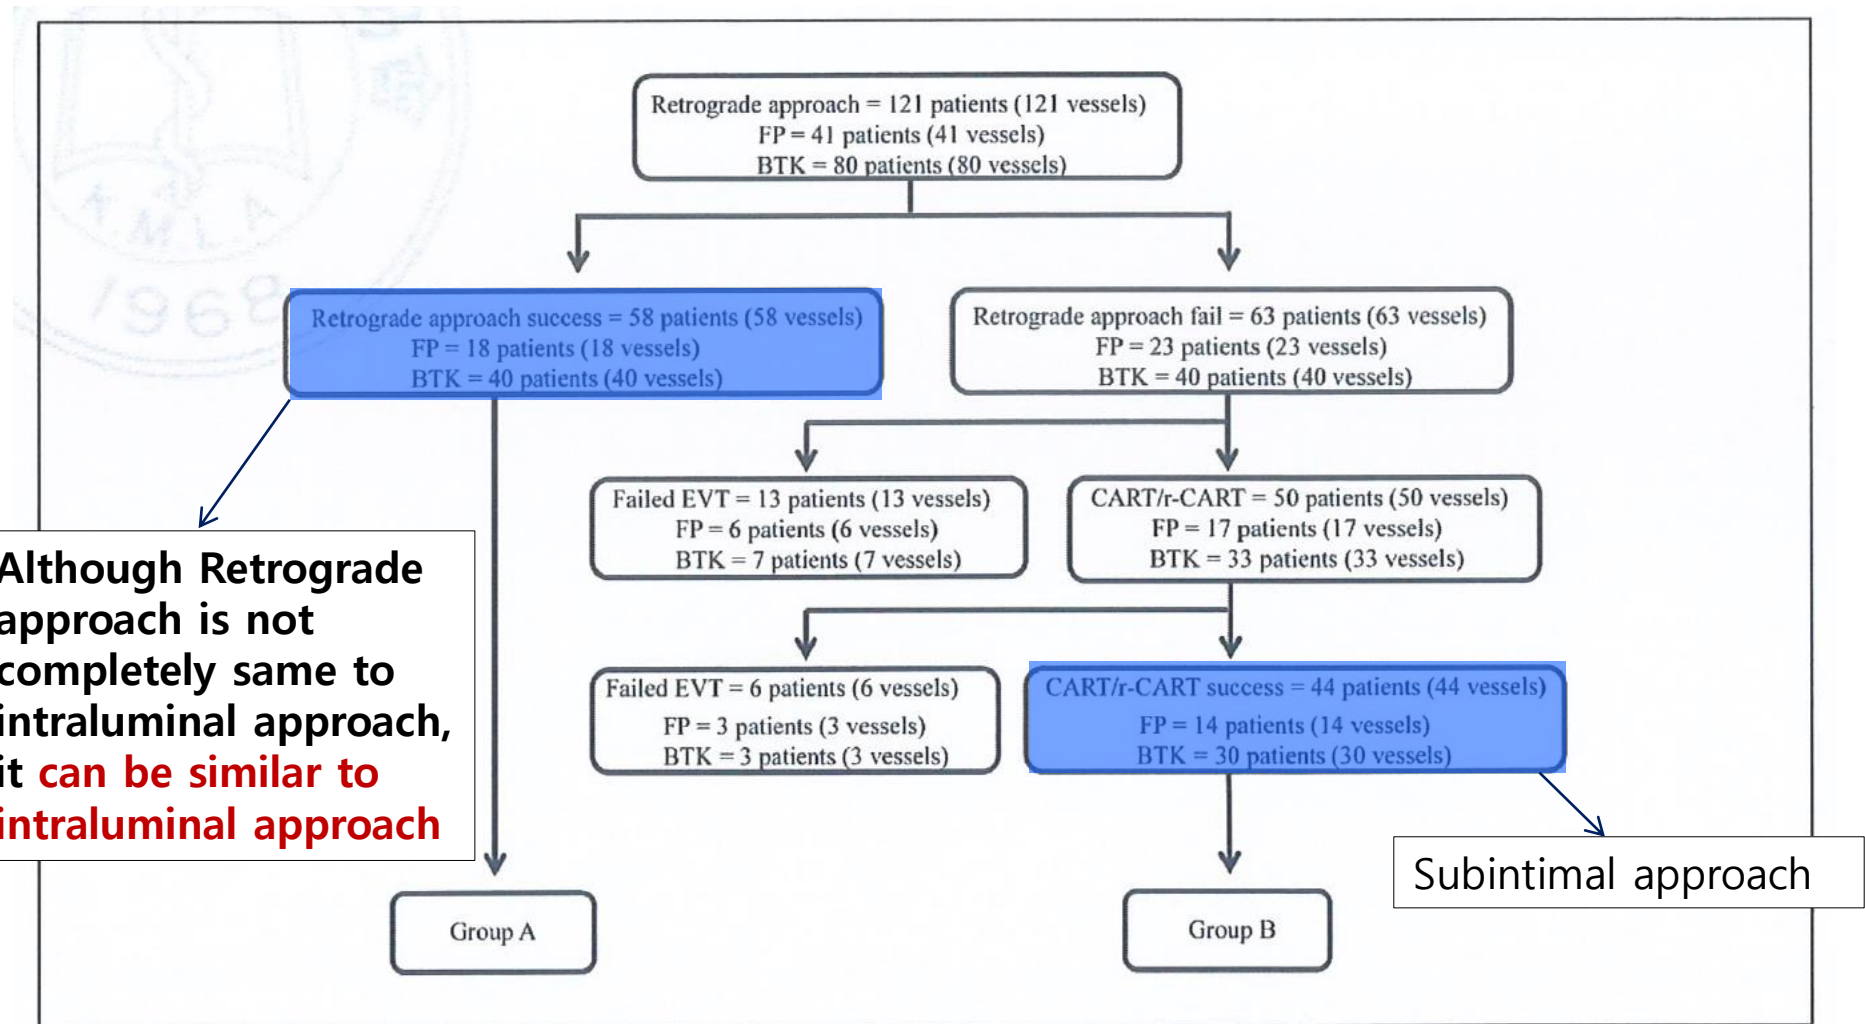 Retrograde approach = 121 patients (121 vessels)
FP = 41 patients (41 vessels)
BTK = 80 patients (80 vessels)
Retrograde approach success = 58 patients (58 vessels)
FP = 18 patients (18 vessels)
BTK = 40 patients (40 vessels)
Retrograde approach fail = 63 patients (63 vessels)
FP = 23 patients (23 vessels)
BTK = 40 patients (40 vessels)
Failed EVT = 13 patients (13 vessels)
FP = 6 patients (6 vessels)
BTK = 7 patients (7 vessels)
CART/r-CART = 50 patients (50 vessels)
FP = 17 patients (17 vessels)
BTK = 33 patients (33 vessels)
Although Retrograde
approach is not
completely same to
intraluminal approach,
it can be similar to
intraluminal approach
Failed EVT = 6 patients (6 vessels)
FP = 3 patients (3 vessels)
BTK = 3 patients (3 vessels)
CART/r-CART success = 44 patients (44 vessels)
FP = 14 patients (14 vessels)
BTK = 30 patients (30 vessels)
Subintimal approach
Group A
Group B
K.M.L.A
1968